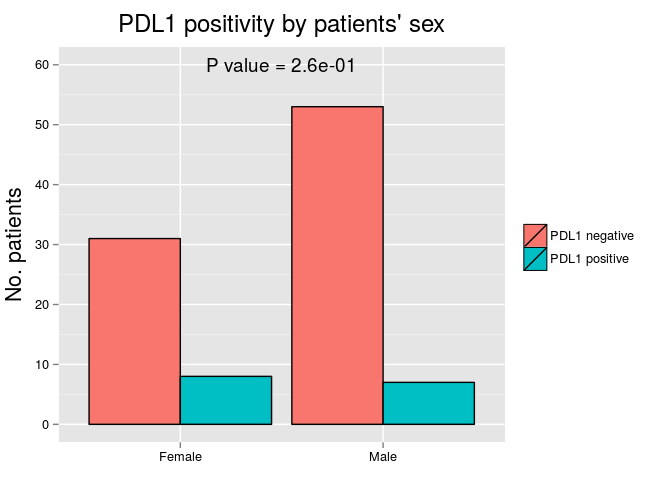 PDL1 positivity by patients' sex
P value = 2.6e-01
No. patients
60
50
40
30
20
10
0
Female
Male
PDL1 negative
PDL1 positive